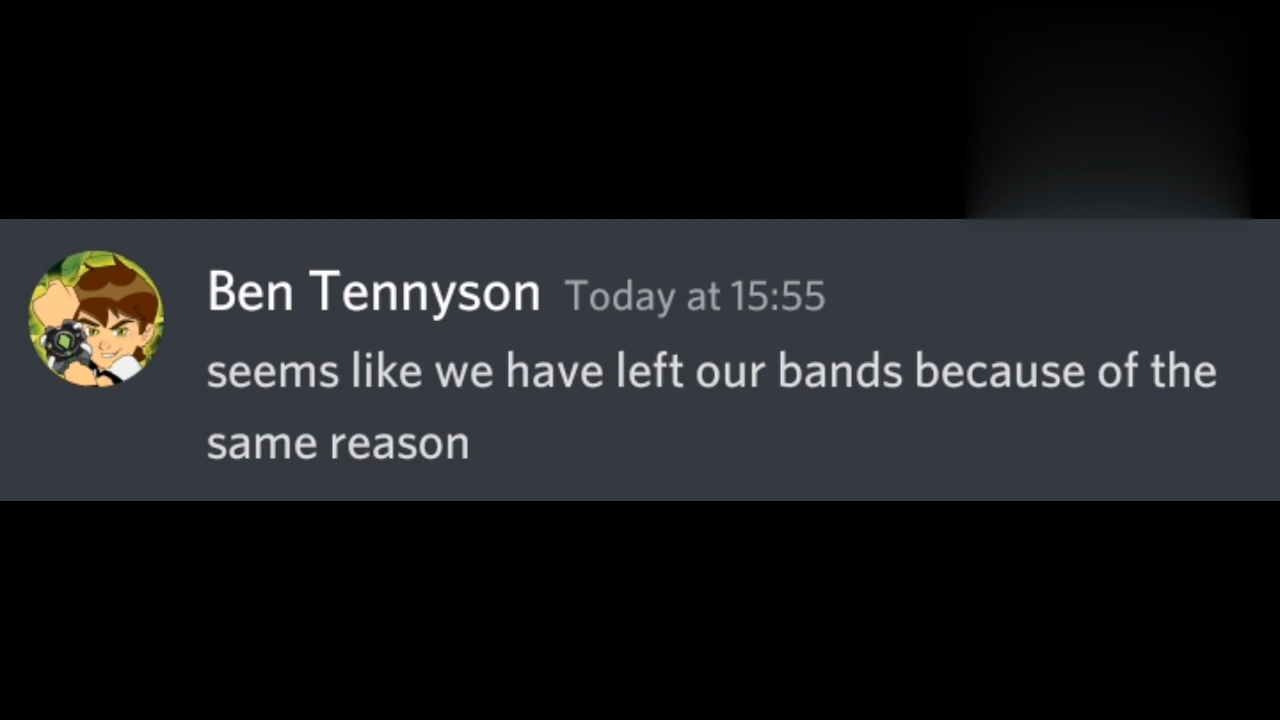 Ben Tennyson Today at 15:55
seems like we have left our bands because of the
same reason